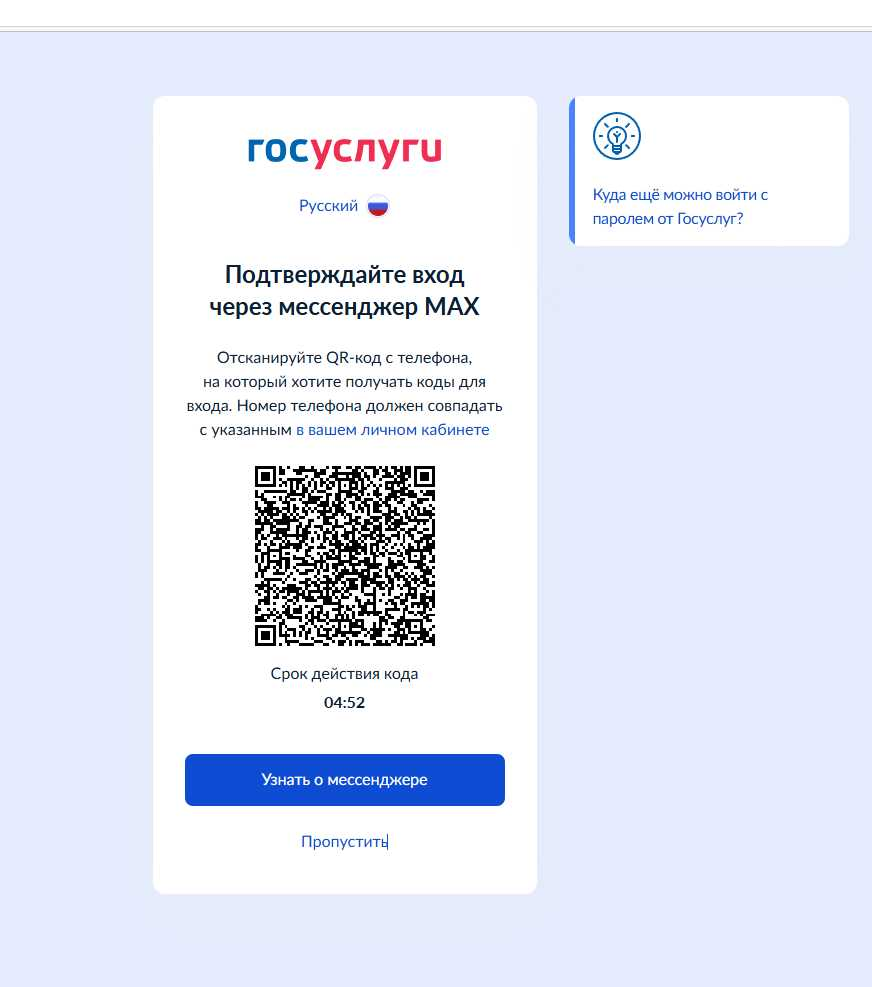 госуслуги
Русский
Подтверждайте вход
через мессенджер MAX
Отсканируйте QR-код с телефона,
на который хотите получать коды для
входа. Номер телефона должен совпадать
с указанным в вашем личном кабинете
Срок действия кода
04:52
Узнать о мессенджере
Пропустить
Куда ещё можно войти с
паролем от Госуслуг?